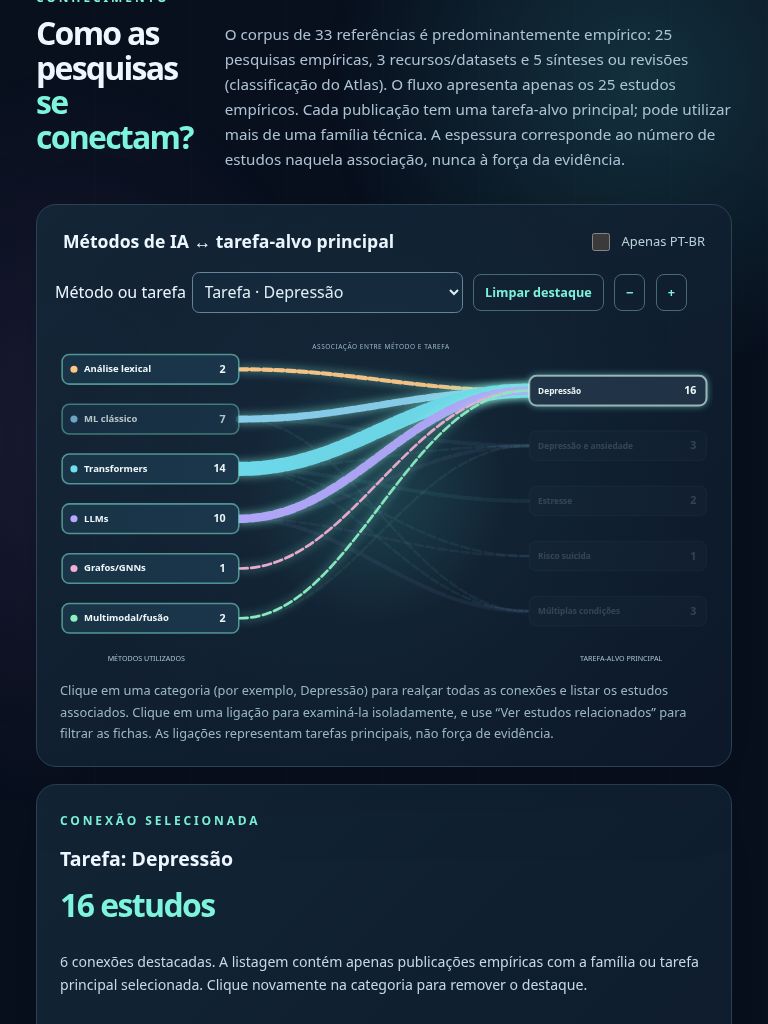 Como as
pesquisas
se
conectam?
O corpus de 33 referências é predominantemente empírico: 25
pesquisas empíricas, 3 recursos/datasets e 5 sínteses ou revisões
(classificação do Atlas). O fluxo apresenta apenas os 25 estudos
empíricos. Cada publicação tem uma tarefa-alvo principal; pode utilizar
mais de uma família técnica. A espessura corresponde ao número de
estudos naquela associação, nunca à força da evidência.
Métodos de IA ↔ tarefa-alvo principal
Apenas PT-BR
Método ou tarefa
Tarefa · Depressão
Limpar destaque
−
+
ASSOCIAÇÃO ENTRE MÉTODO E TAREFA
Análise lexical 2
ML clássico 7
Transformers 14
LLMs 10
Grafos/GNNs 1
Multimodal/fusão 2
Depressão 16
Depressão e ansiedade 3
Estresse 2
Risco suicida 1
Múltiplas condições 3
MÉTODOS UTILIZADOS
TAREFA-ALVO PRINCIPAL
Clique em uma categoria (por exemplo, Depressão) para realçar todas as conexões e listar os estudos
associados. Clique em uma ligação para examiná-la isoladamente, e use “Ver estudos relacionados” para
filtrar as fichas. As ligações representam tarefas principais, não força de evidência.
CONEXÃO SELECIONADA
Tarefa: Depressão
16 estudos
6 conexões destacadas. A listagem contém apenas publicações empíricas com a família ou tarefa
principal selecionada. Clique novamente na categoria para remover o destaque.